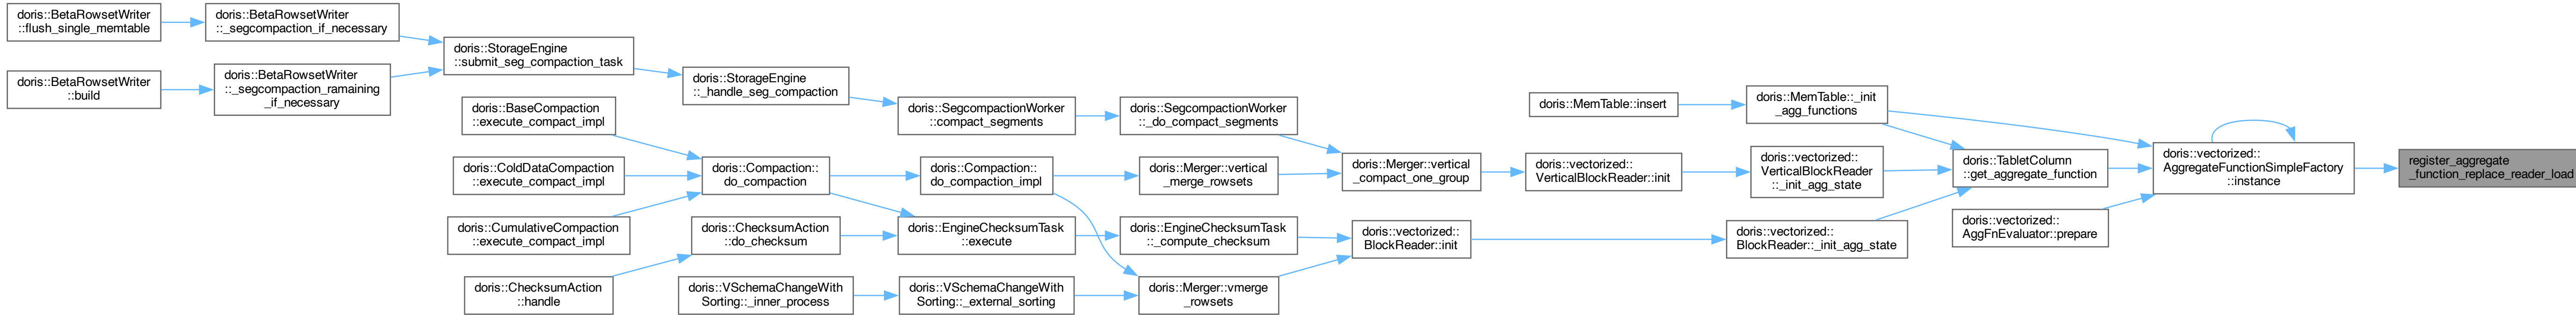 doris::BetaRowsetWriter
::flush_single_memtable
doris::BetaRowsetWriter
::_segcompaction_if_necessary
doris::BetaRowsetWriter
::build
doris::BetaRowsetWriter
::_segcompaction_ramaining
_if_necessary
doris::StorageEngine
::submit_seg_compaction_task
doris::StorageEngine
::_handle_seg_compaction
doris::BaseCompaction
::execute_compact_impl
doris::ColdDataCompaction
::execute_compact_impl
doris::CumulativeCompaction
::execute_compact_impl
doris::ChecksumAction
::handle
doris::Compaction::
do_compaction
doris::ChecksumAction
::do_checksum
doris::VSchemaChangeWith
Sorting::_inner_process
doris::SegcompactionWorker
::compact_segments
doris::Compaction::
do_compaction_impl
doris::EngineChecksumTask
::execute
doris::VSchemaChangeWith
Sorting::_external_sorting
doris::SegcompactionWorker
::_do_compact_segments
doris::Merger::vertical
_merge_rowsets
doris::EngineChecksumTask
::_compute_checksum
doris::Merger::vmerge
_rowsets
doris::Merger::vertical
_compact_one_group
doris::vectorized::
BlockReader::init
doris::MemTable::insert
doris::vectorized::
VerticalBlockReader::init
doris::MemTable::_init
_agg_functions
doris::vectorized::
VerticalBlockReader
::_init_agg_state
doris::vectorized::
BlockReader::_init_agg_state
doris::TabletColumn
::get_aggregate_function
doris::vectorized::
AggFnEvaluator::prepare
doris::vectorized::
AggregateFunctionSimpleFactory
::instance
register_aggregate
_function_replace_reader_load